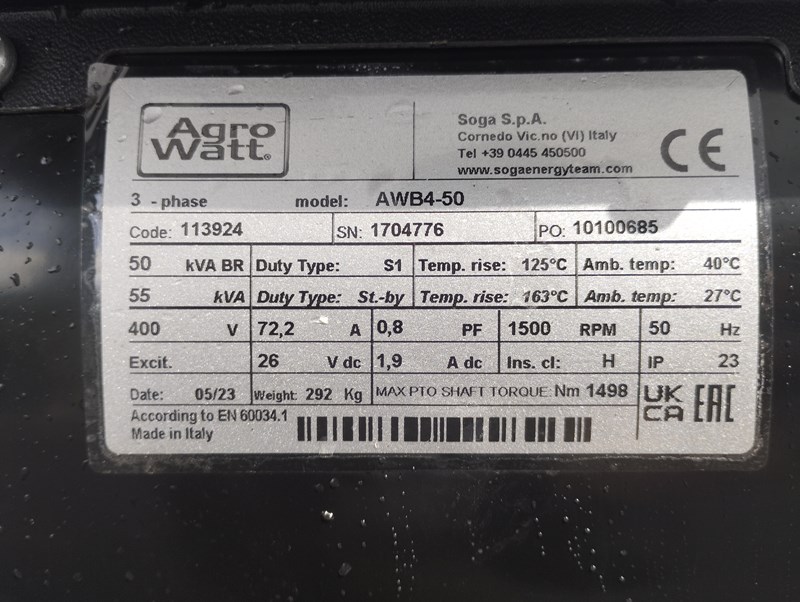 Agro
Watt®
Soga S.p.A.
Cornedo Vic.no (VI) Italy
Tel +39 0445 450500
www.sogaenergyteam.com
CE
3 - phase model: AWB4-50
Code: 113924 SN: 1704776 PO: 10100685
50 kVA BR Duty Type: S1 Temp. rise: 125°C Amb. temp: 40°C
55 kVA Duty Type: St.-by Temp. rise: 163°C Amb. temp: 27°C
400 V 72,2 A 0,8 PF 1500 RPM 50 Hz
Excit. 26 V dc 1,9 A dc Ins. cl: H IP 23
Date: 05/23 Weight: 292 Kg MAX PTO SHAFT TORQUE: Nm 1498
UK
CA EAC
According to EN 60034.1
Made in Italy